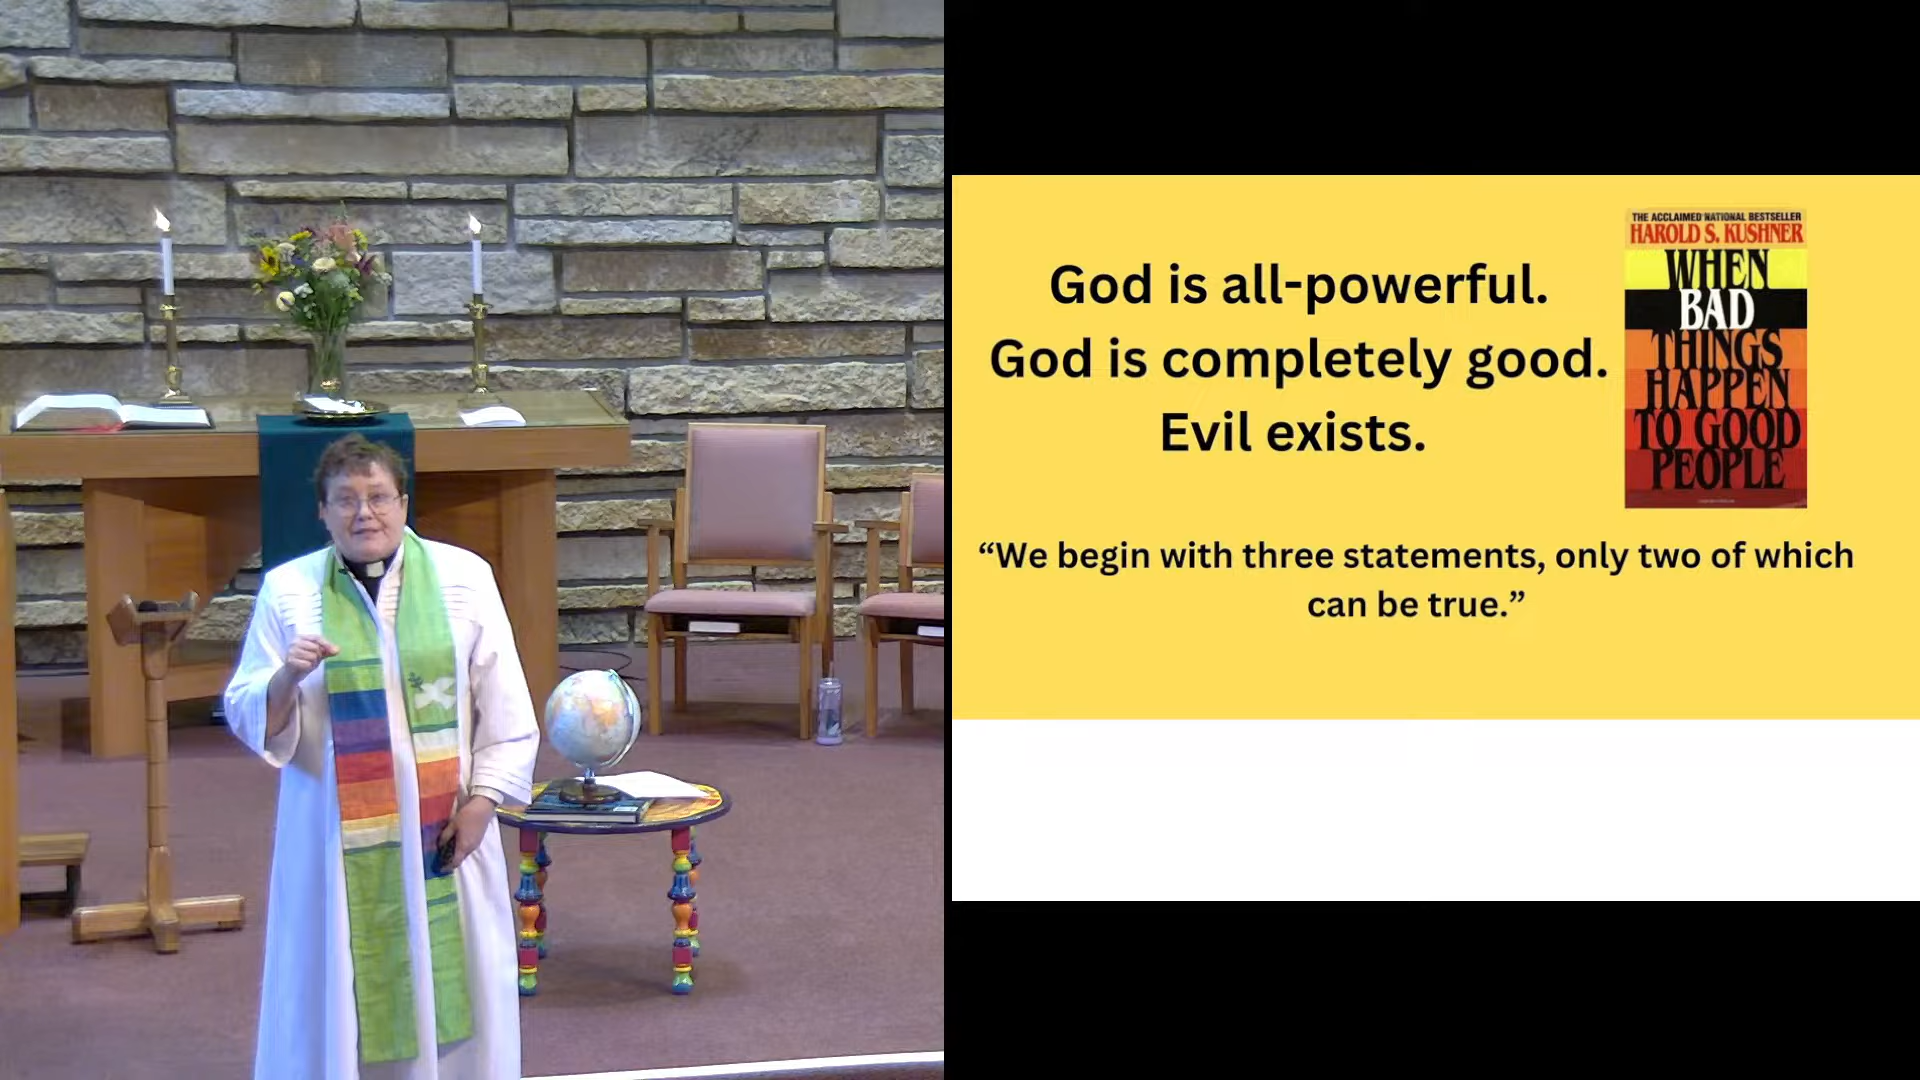 God is all-powerful.
God is completely good.
Evil exists.
THE ACCLAIMED NATIONAL BESTSELLER
HAROLD S. KUSHNER
WHEN
BAD
THINGS
HAPPEN
TO GOOD
PEOPLE
“We begin with three statements, only two of which
can be true.”